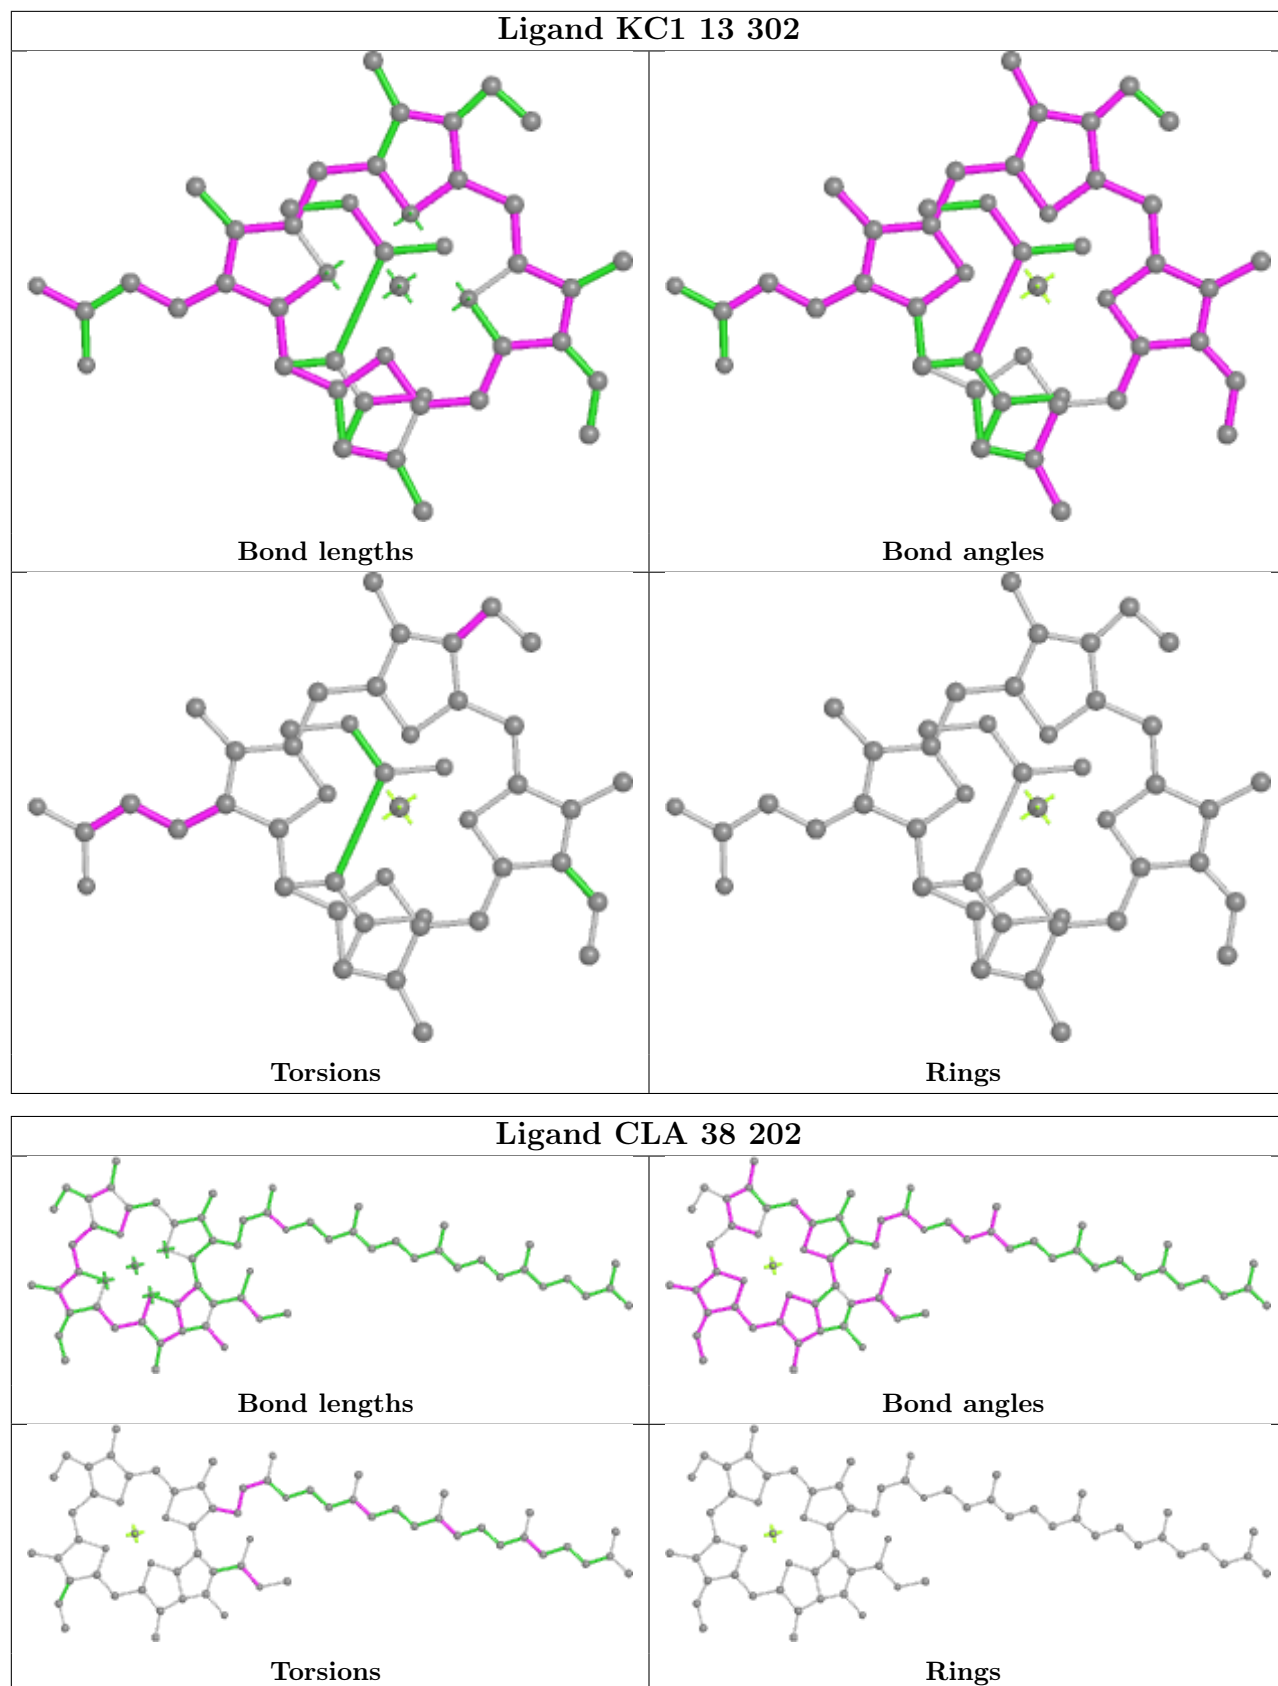 Ligand KC1 13 302
Bond lengths
Bond angles
Torsions
Rings
Ligand CLA 38 202
Bond lengths
Bond angles
Torsions
Rings